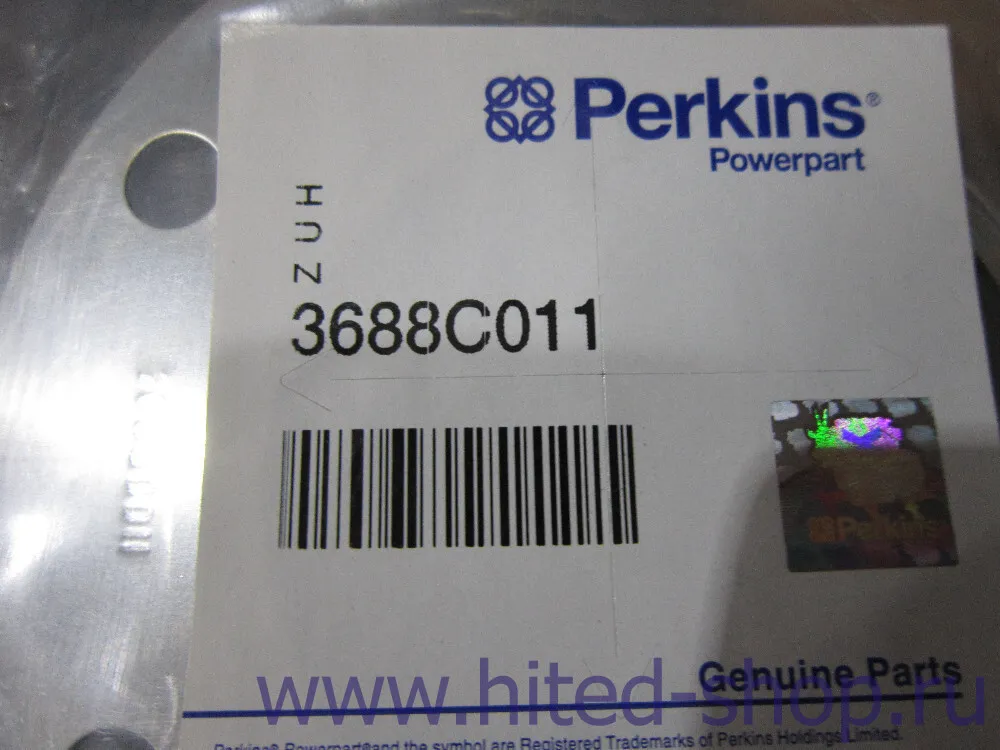 Perkins®
Powerpart
ZUH
3688C011
Perkins
Genuine Parts
www.hited-shop.ru
Perkins® Powerpart® and the symbol are Registered Trademarks of Perkins Holdings Limited.